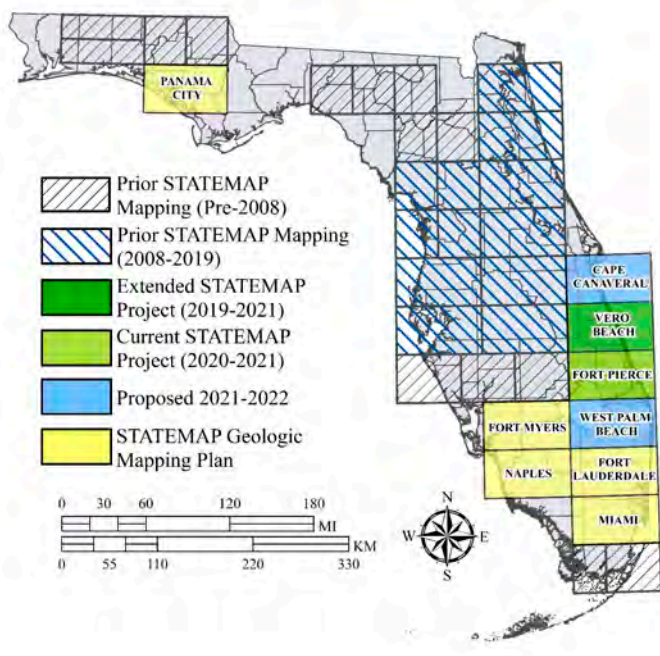 PANAMA
CITY
Prior STATEMAP
Mapping (Pre-2008)
Prior STATEMAP Mapping
(2008-2019)
Extended STATEMAP
Project (2019-2021)
Current STATEMAP
Project (2020-2021)
Proposed 2021-2022
STATEMAP Geologic
Mapping Plan
CAPE
CANAVERAL
VERO
BEACH
FORT PIERCE
FORT MYERS
WEST PALM
BEACH
NAPLES
FORT
LAUDERDALE
MIAMI
0 30 60 120 180
MI
KM
0 55 110 220 330
N
W E
S